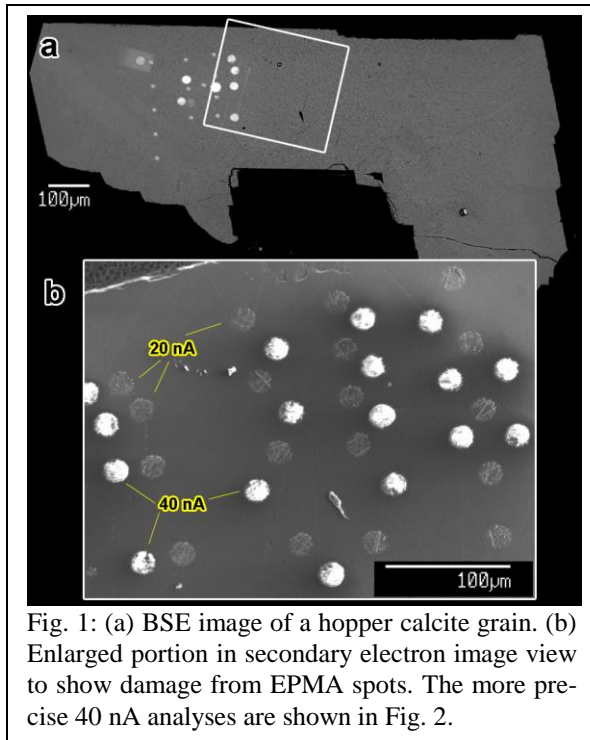 a
100µm
b
20 nA
40 nA
100µm
Fig. 1: (a) BSE image of a hopper calcite grain. (b)
Enlarged portion in secondary electron image view
to show damage from EPMA spots. The more pre-
cise 40 nA analyses are shown in Fig. 2.